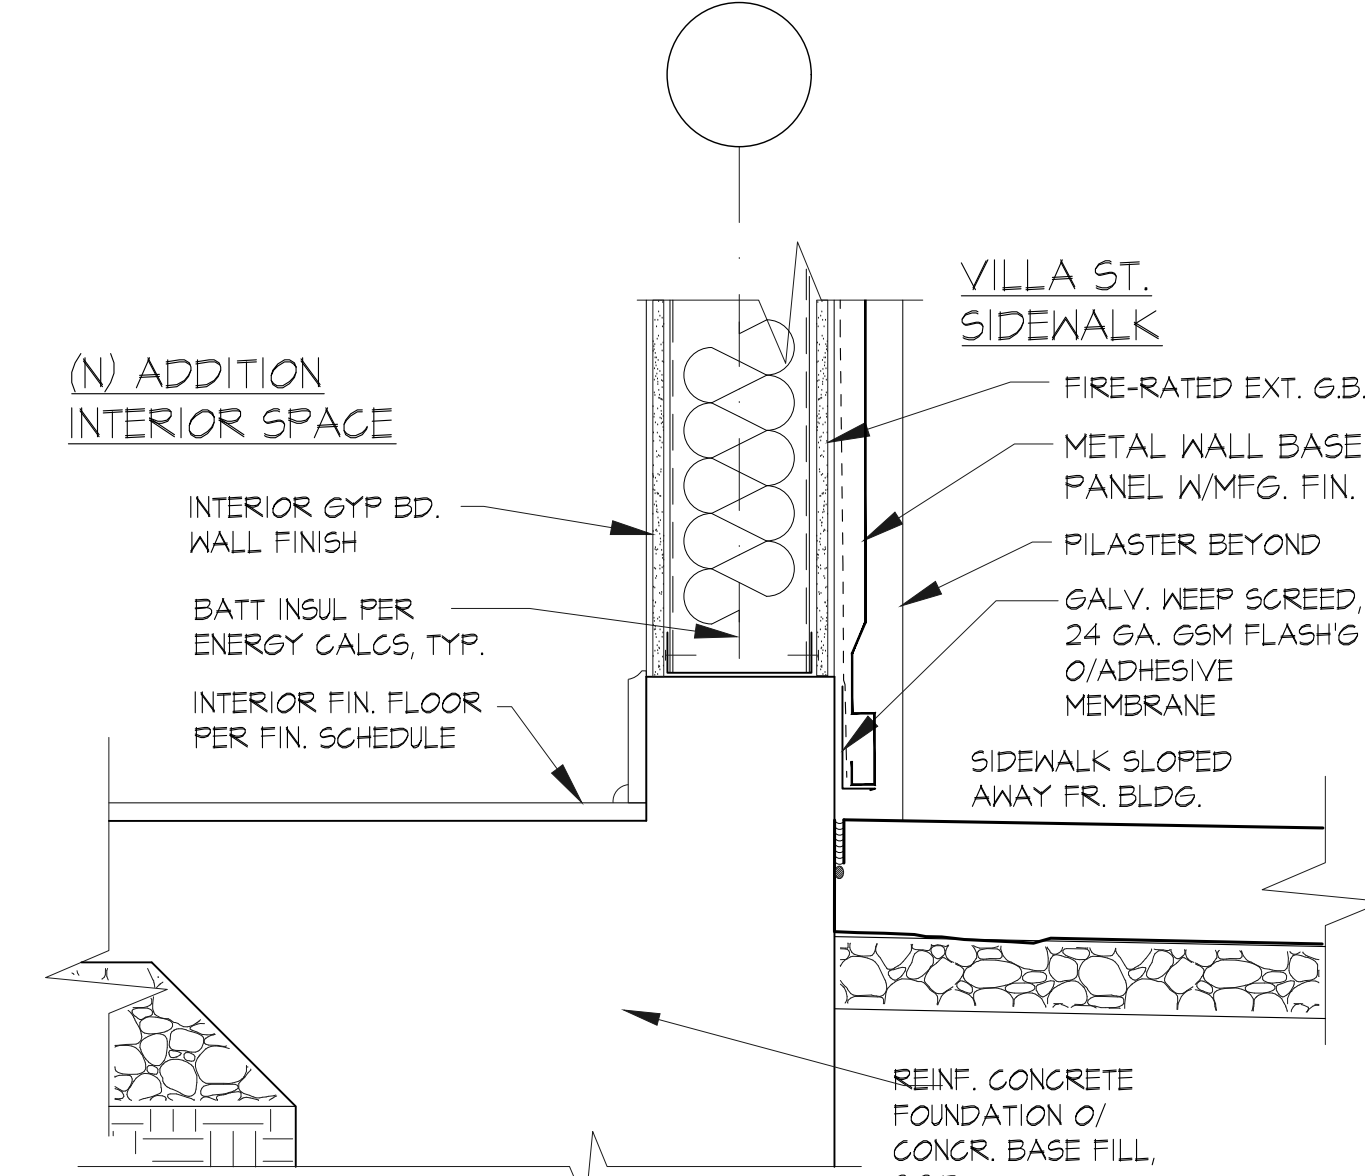 VILLA ST.
SIDEWALK
(N) ADDITION
INTERIOR SPACE
FIRE-RATED EXT. G.B.
METAL WALL BASE
PANEL W/MFG. FIN.
INTERIOR GYP BD.
WALL FINISH
PILASTER BEYOND
BATT INSUL PER
ENERGY CALCS, TYP.
GALV. WEEP SCREED,
24 GA. GSM FLASH'G
O/ADHESIVE
MEMBRANE
INTERIOR FIN. FLOOR
PER FIN. SCHEDULE
SIDEWALK SLOPED
AWAY FR. BLDG.
REINF. CONCRETE
FOUNDATION O/
CONCR. BASE FILL,